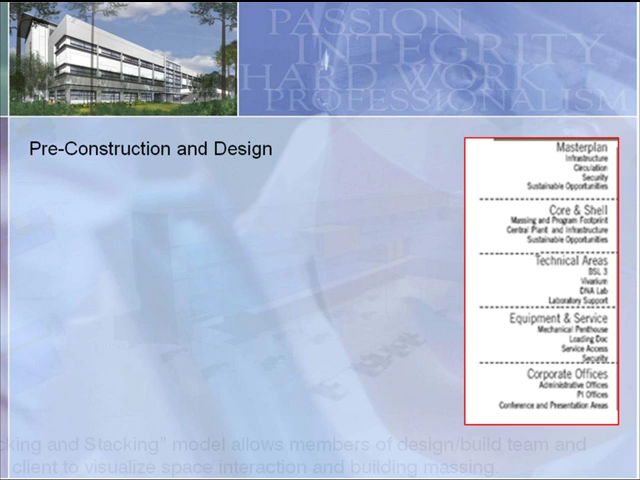 PASSION
INTEGRITY
HARD WORK
PROFESSIONALISM
Pre-Construction and Design
Masterplan
Infrastructure
Circulation
Security
Sustainable Opportunities
Core & Shell
Massing and Program Footprint
Central Plant and Infrastructure
Sustainable Opportunities
Technical Areas
BSL 3
Vivarium
DNA Lab
Laboratory Support
Equipment & Service
Mechanical Penthouse
Loading Doc
Service Access
Security
Corporate Offices
Administrative Offices
PI Offices
Conference and Presentation Areas
cking and Stacking” model allows members of design/build team and
client to visualize space interaction and building massing